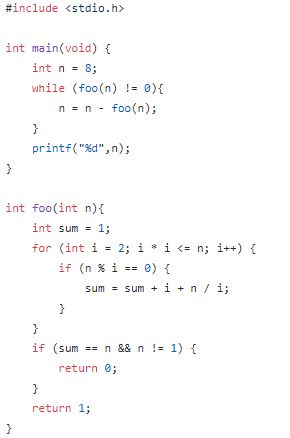 #include <stdio.h>
int main(void) {
    int n = 8;
    while (foo(n) != 0){
        n = n - foo(n);
    }
    printf("%d",n);
}
int foo(int n){
    int sum = 1;
    for (int i = 2; i * i <= n; i++) {
        if (n % i == 0) {
            sum = sum + i + n / i;
        }
    }
    if (sum == n && n != 1) {
        return 0;
    }
    return 1;
}